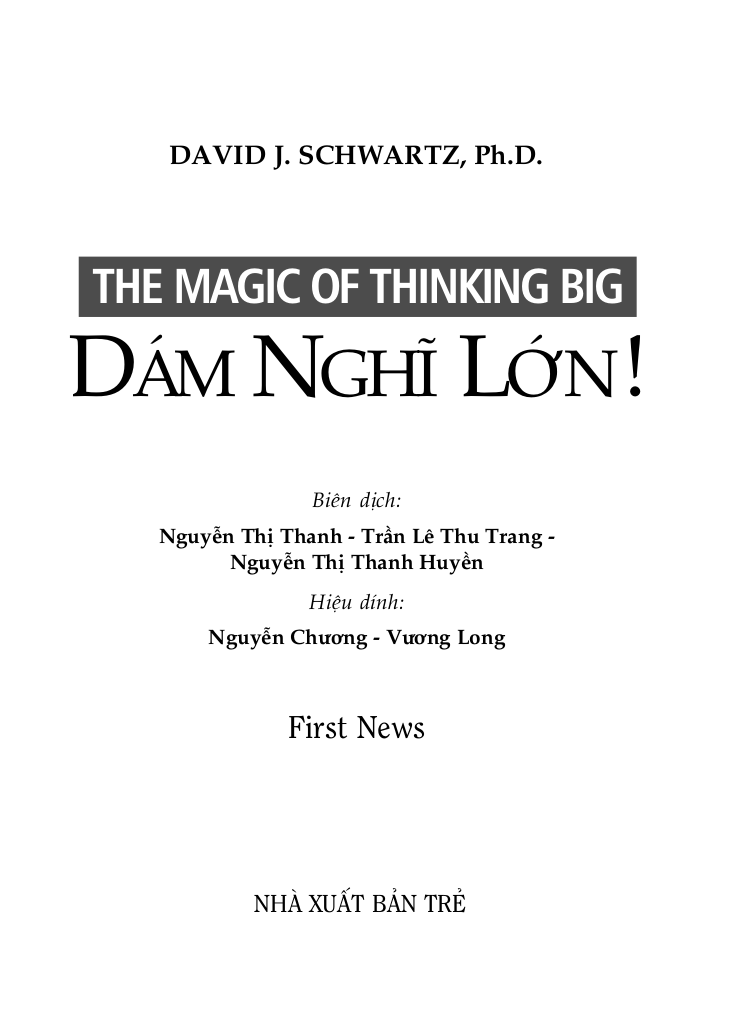 DAVID J. SCHWARTZ, Ph.D.
THE MAGIC OF THINKING BIG
DÁM NGHĨ LỚN!
Biên dịch:
Nguyễn Thị Thanh - Trần Lê Thu Trang -
Nguyễn Thị Thanh Huyền
Hiệu dính:
Nguyễn Chương - Vương Long
First News
NHÀ XUẤT BẢN TRẺ